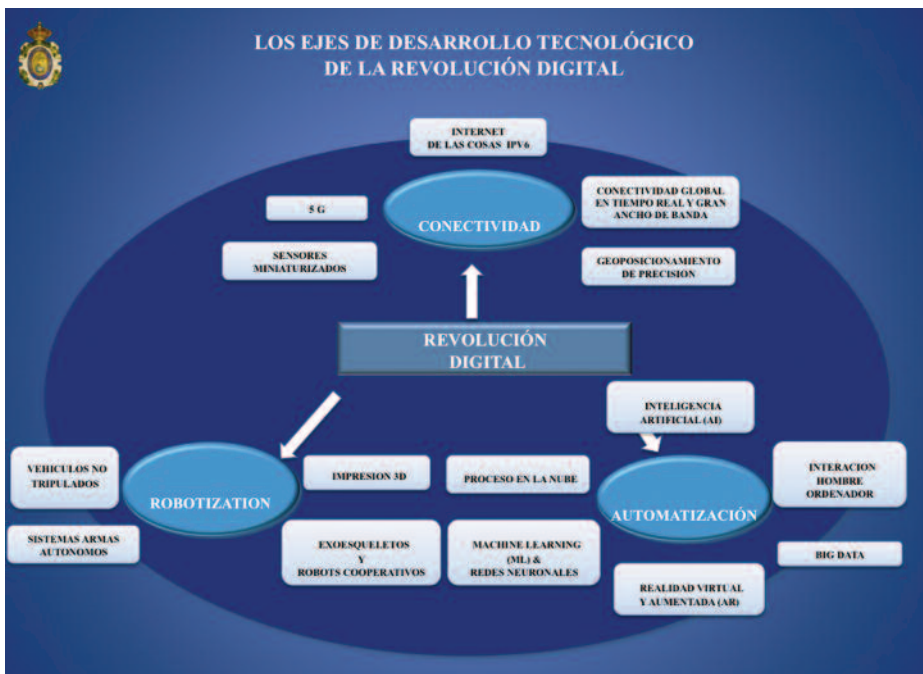 LOS EJES DE DESARROLLO TECNOLÓGICO
DE LA REVOLUCIÓN DIGITAL
INTERNET
DE LAS COSAS IPV6
5 G
CONECTIVIDAD
CONECTIVIDAD GLOBAL
EN TIEMPO REAL Y GRAN
ANCHO DE BANDA
SENSORES
MINIATURIZADOS
GEOPOSICIONAMIENTO
DE PRECISIÓN
REVOLUCIÓN
DIGITAL
INTELIGENCIA
ARTIFICIAL (AI)
VEHICULOS NO
TRIPULADOS
ROBOTIZATION
IMPRESION 3D
PROCESO EN LA NUBE
AUTOMATIZACIÓN
INTERACION
HOMBRE
ORDENADOR
SISTEMAS ARMAS
AUTONOMOS
EXOESQUELETOS
Y
ROBOTS COOPERATIVOS
MACHINE LEARNING
(ML) &
REDES NEURONALES
BIG DATA
REALIDAD VIRTUAL
Y AUMENTADA (AR)